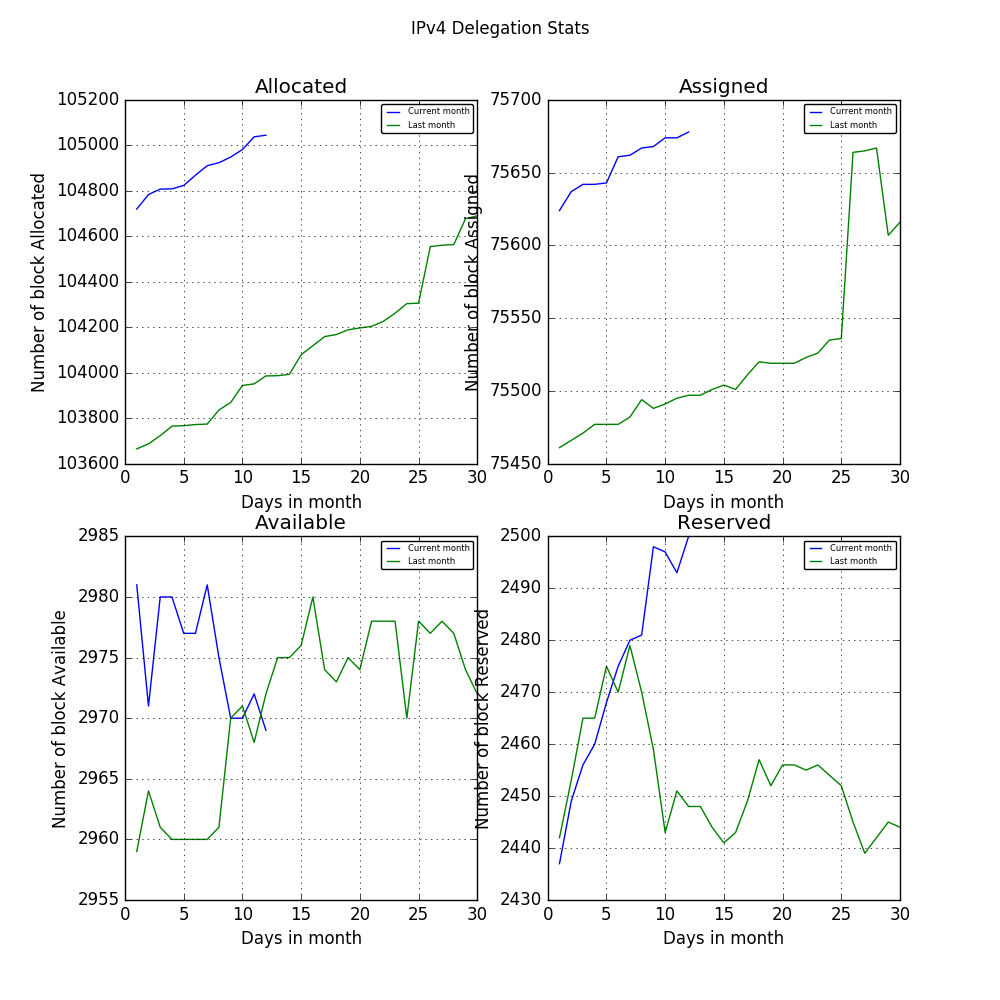 IPv4 Delegation Stats
Allocated
Number of block Allocated
105200
105000
104800
104600
104400
104200
104000
103800
103600
0 5 10 15 20 25 30
Days in month
Current month
Last month
Assigned
Number of block Assigned
75700
75650
75600
75550
75500
75450
0 5 10 15 20 25 30
Days in month
Current month
Last month
Available
Number of block Available
2985
2980
2975
2970
2965
2960
2955
0 5 10 15 20 25 30
Days in month
Current month
Last month
Reserved
Number of block Reserved
2500
2490
2480
2470
2460
2450
2440
2430
0 5 10 15 20 25 30
Days in month
Current month
Last month